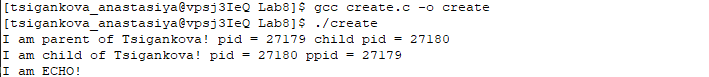 [tsigankova_anastasiya@vpsj3IeQ Lab8]$ gcc create.c -o create
[tsigankova_anastasiya@vpsj3IeQ Lab8]$ ./create
I am parent of Tsigankova! pid = 27179 child pid = 27180
I am child of Tsigankova! pid = 27180 ppid = 27179
I am ECHO!